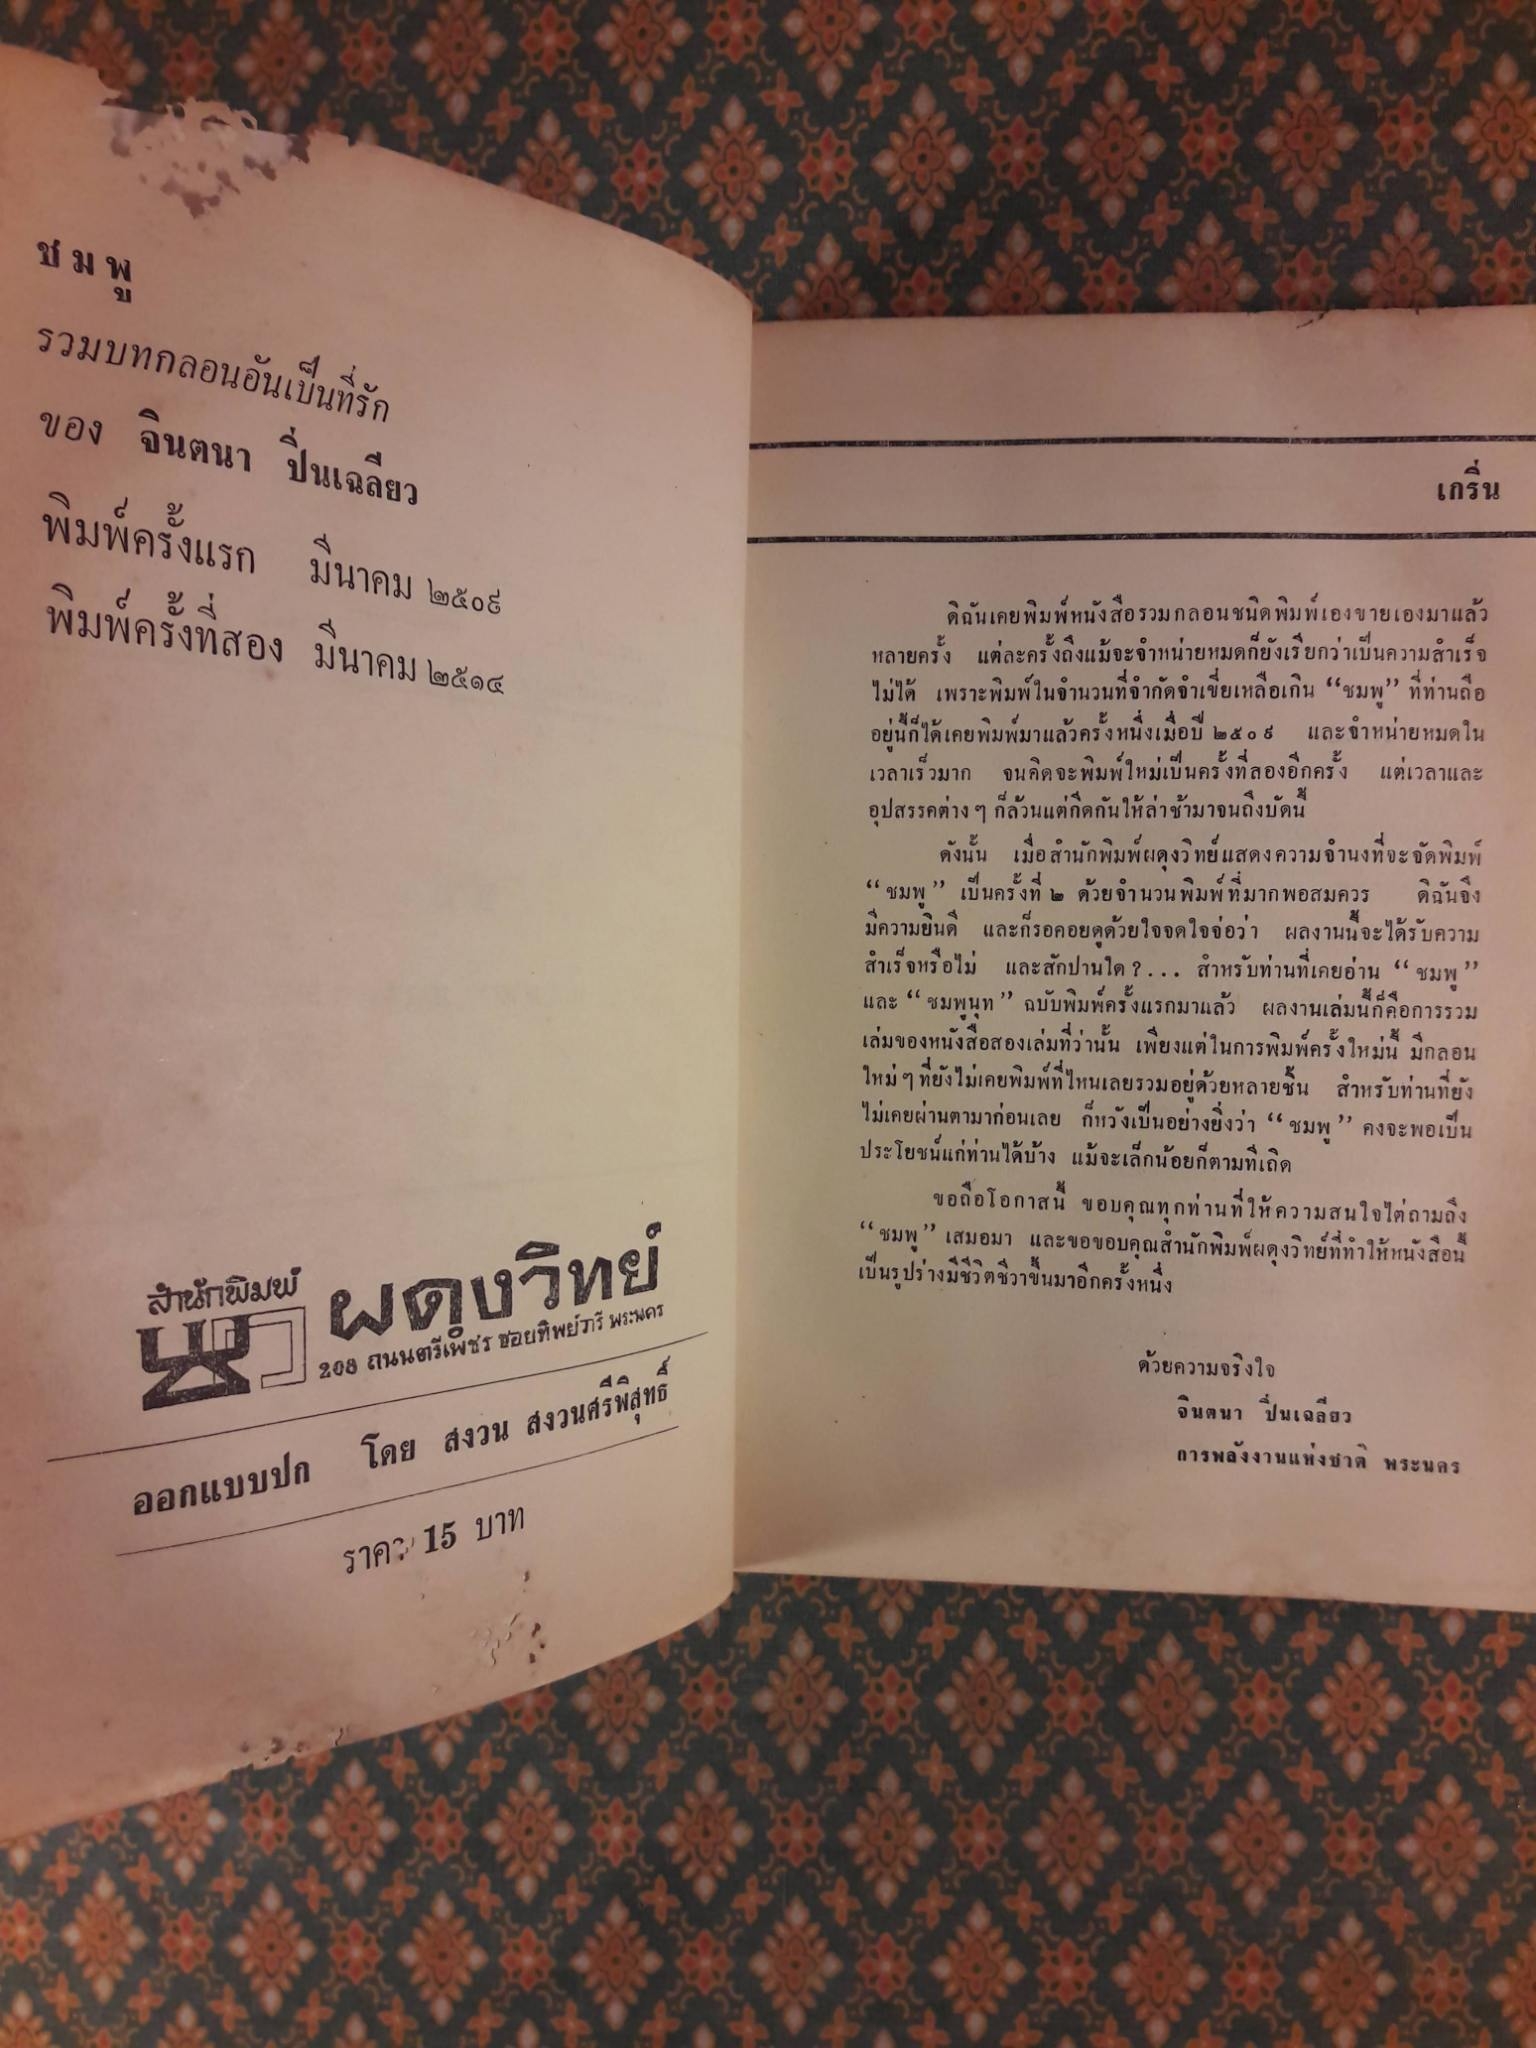 ชมพู
รวมบทกลอนอันเป็นที่รัก
ของ จินตนา ปิ่นเฉลียว
พิมพ์ครั้งแรก มีนาคม ๒๕๐๙
พิมพ์ครั้งที่สอง มีนาคม ๒๕๑๔
สำนักพิมพ์
ผดุงวิทย์
208 ถนนตรีเพ็ชร ซอยทิพย์วารี พระนคร
ออกแบบปก โดย สงวน สงวนศรีพิสุทธิ์
ราคา 15 บาท
เกริ่น
ดิฉันเคยพิมพ์หนังสือรวมกลอนชนิดพิมพ์เองขายเองมาแล้ว
หลายครั้ง แต่ละครั้งถึงแม้จะจำหน่ายหมดก็ยังเรียกว่าเป็นความสำเร็จ
ไม่ได้ เพราะพิมพ์ในจำนวนที่จำกัดจำเขี่ยเหลือเกิน “ชมพู” ที่ท่านถือ
อยู่นี้ก็ได้เคยพิมพ์มาแล้วครั้งหนึ่งเมื่อปี ๒๕๐๙ และจำหน่ายหมดใน
เวลาเร็วมาก จนคิดจะพิมพ์ใหม่เป็นครั้งที่สองอีกครั้ง แต่เวลาและ
อุปสรรคต่างๆ ก็ล้วนแต่กีดกันให้ล่าช้ามาจนถึงบัดนี้
ดังนั้น เมื่อสำนักพิมพ์ผดุงวิทย์แสดงความจำนงที่จะจัดพิมพ์
“ชมพู” เป็นครั้งที่ ๒ ด้วยจำนวนพิมพ์ที่มากพอสมควร ดิฉันจึง
มีความยินดี และก็รอคอยดูด้วยใจจดใจจ่อว่า ผลงานนี้จะได้รับความ
สำเร็จหรือไม่ และสักปานใด?... สำหรับท่านที่เคยอ่าน “ชมพู”
และ “ชมพูนุท” ฉบับพิมพ์ครั้งแรกมาแล้ว ผลงานเล่มนี้ก็คือการรวม
เล่มของหนังสือสองเล่มที่ว่านั้น เพียงแต่ในการพิมพ์ครั้งใหม่นี้ มีกลอน
ใหม่ๆ ที่ยังไม่เคยพิมพ์ที่ไหนเลยรวมอยู่ด้วยหลายชิ้น สำหรับท่านที่ยัง
ไม่เคยผ่านตามาก่อนเลย ก็หวังเป็นอย่างยิ่งว่า “ชมพู” คงจะพอเป็น
ประโยชน์แก่ท่านได้บ้าง แม้จะเล็กน้อยก็ตามทีเถิด
ขอถือโอกาสนี้ ขอบคุณทุกท่านที่ให้ความสนใจไต่ถามถึง
“ชมพู” เสมอมา และขอขอบคุณสำนักพิมพ์ผดุงวิทย์ที่ทำให้หนังสือนี้
เป็นรูปร่างมีชีวิตชีวาขึ้นมาอีกครั้งหนึ่ง
ด้วยความจริงใจ
จินตนา ปิ่นเฉลียว
การพลังงานแห่งชาติ พระนคร